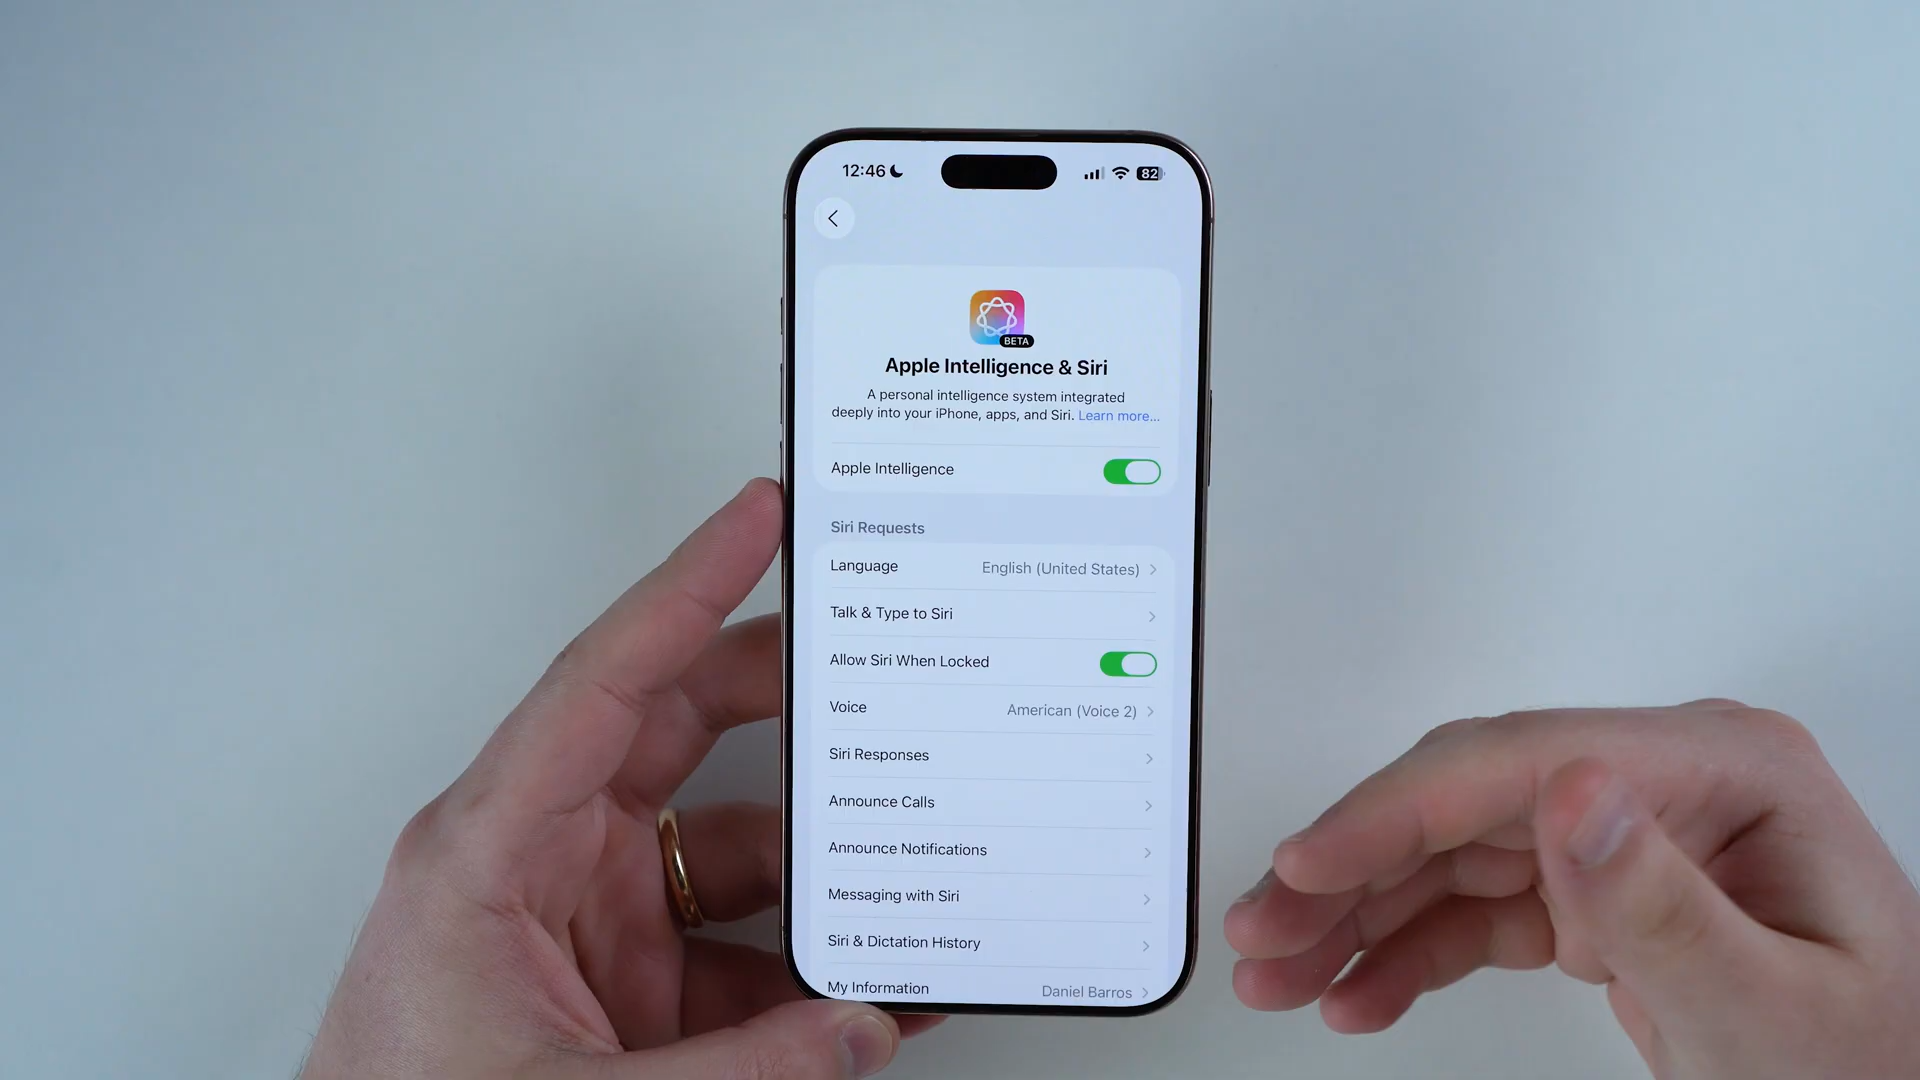 12:46
82
BETA
Apple Intelligence & Siri
A personal intelligence system integrated
deeply into your iPhone, apps, and Siri. Learn more...
Apple Intelligence
Siri Requests
Language English (United States)
Talk & Type to Siri
Allow Siri When Locked
Voice American (Voice 2)
Siri Responses
Announce Calls
Announce Notifications
Messaging with Siri
Siri & Dictation History
My Information Daniel Barros